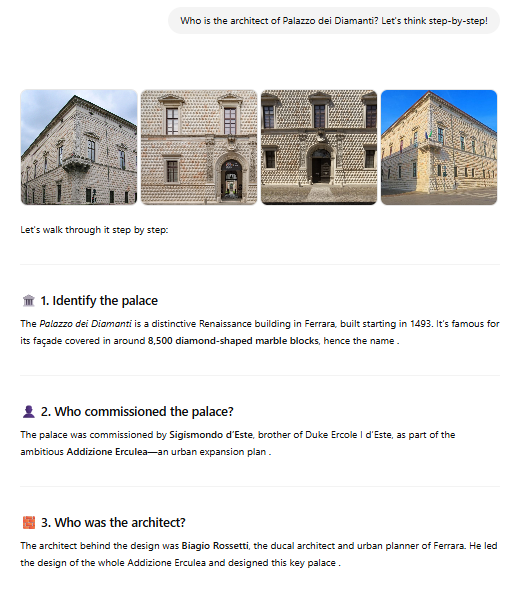 Who is the architect of Palazzo dei Diamanti? Let's think step-by-step!
Let's walk through it step by step:
🏛️ 1. Identify the palace
The Palazzo dei Diamanti is a distinctive Renaissance building in Ferrara, built starting in 1493. It's famous for
its façade covered in around 8,500 diamond-shaped marble blocks, hence the name .
👤 2. Who commissioned the palace?
The palace was commissioned by Sigismondo d'Este, brother of Duke Ercole I d'Este, as part of the
ambitious Addizione Erculea—an urban expansion plan .
🧱 3. Who was the architect?
The architect behind the design was Biagio Rossetti, the ducal architect and urban planner of Ferrara. He led
the design of the whole Addizione Erculea and designed this key palace .